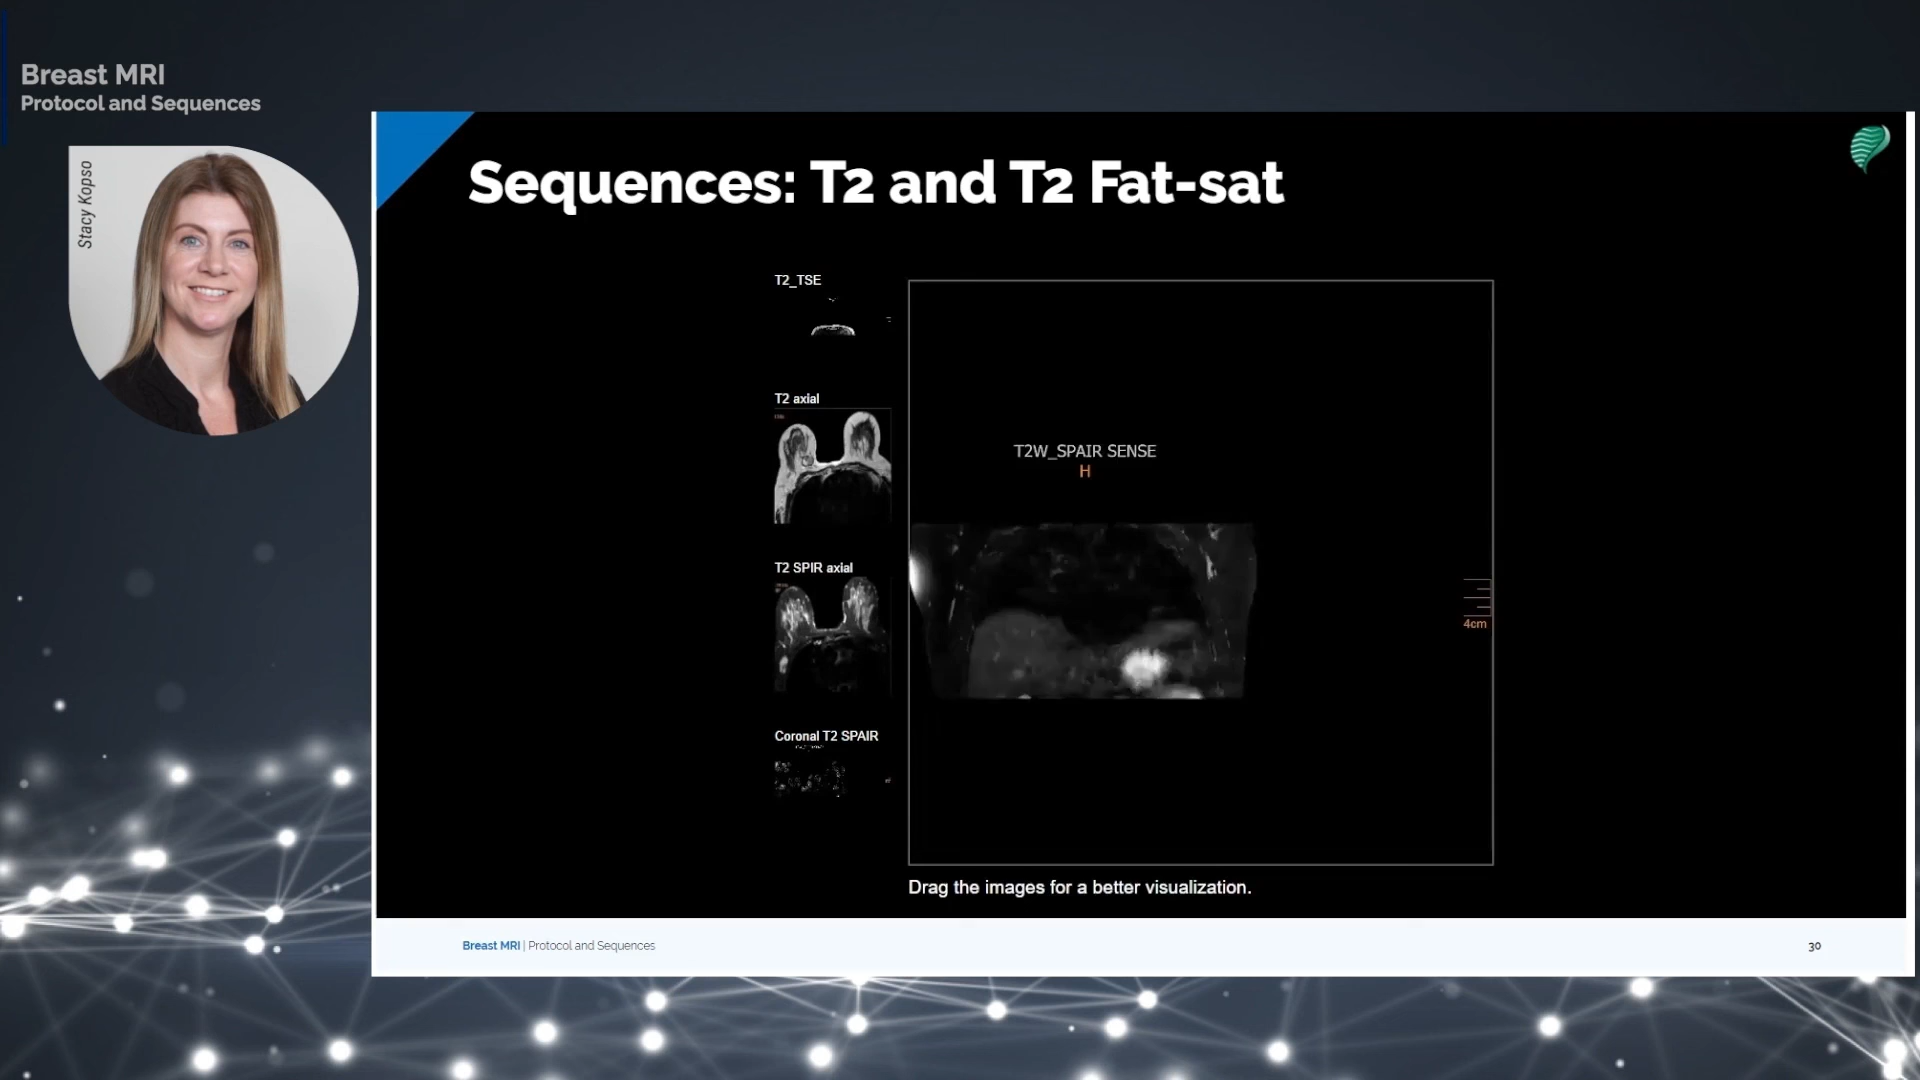 Breast MRI
Protocol and Sequences
Stacy Kopso
Sequences: T2 and T2 Fat-sat
T2_TSE
T2 axial
T2 SPIR axial
Coronal T2 SPAIR
T2W_SPAIR SENSE
H
4cm
Drag the images for a better visualization.
Breast MRI | Protocol and Sequences
30